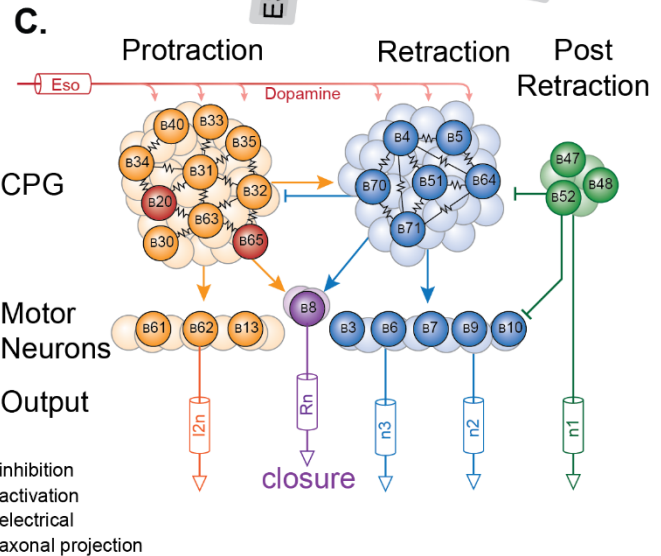 E
C.
Protraction
Retraction
Post
Retraction
Eso
Dopamine
CPG
B40
B33
B35
B34
B31
B32
B20
B63
B30
B65
B4
B5
B70
B51
B64
B71
B47
B48
B52
Motor
Neurons
B61
B62
B13
B8
B3
B6
B7
B9
B10
Output
I2n
Rn
n3
n2
n1
closure
inhibition
activation
electrical
axonal projection